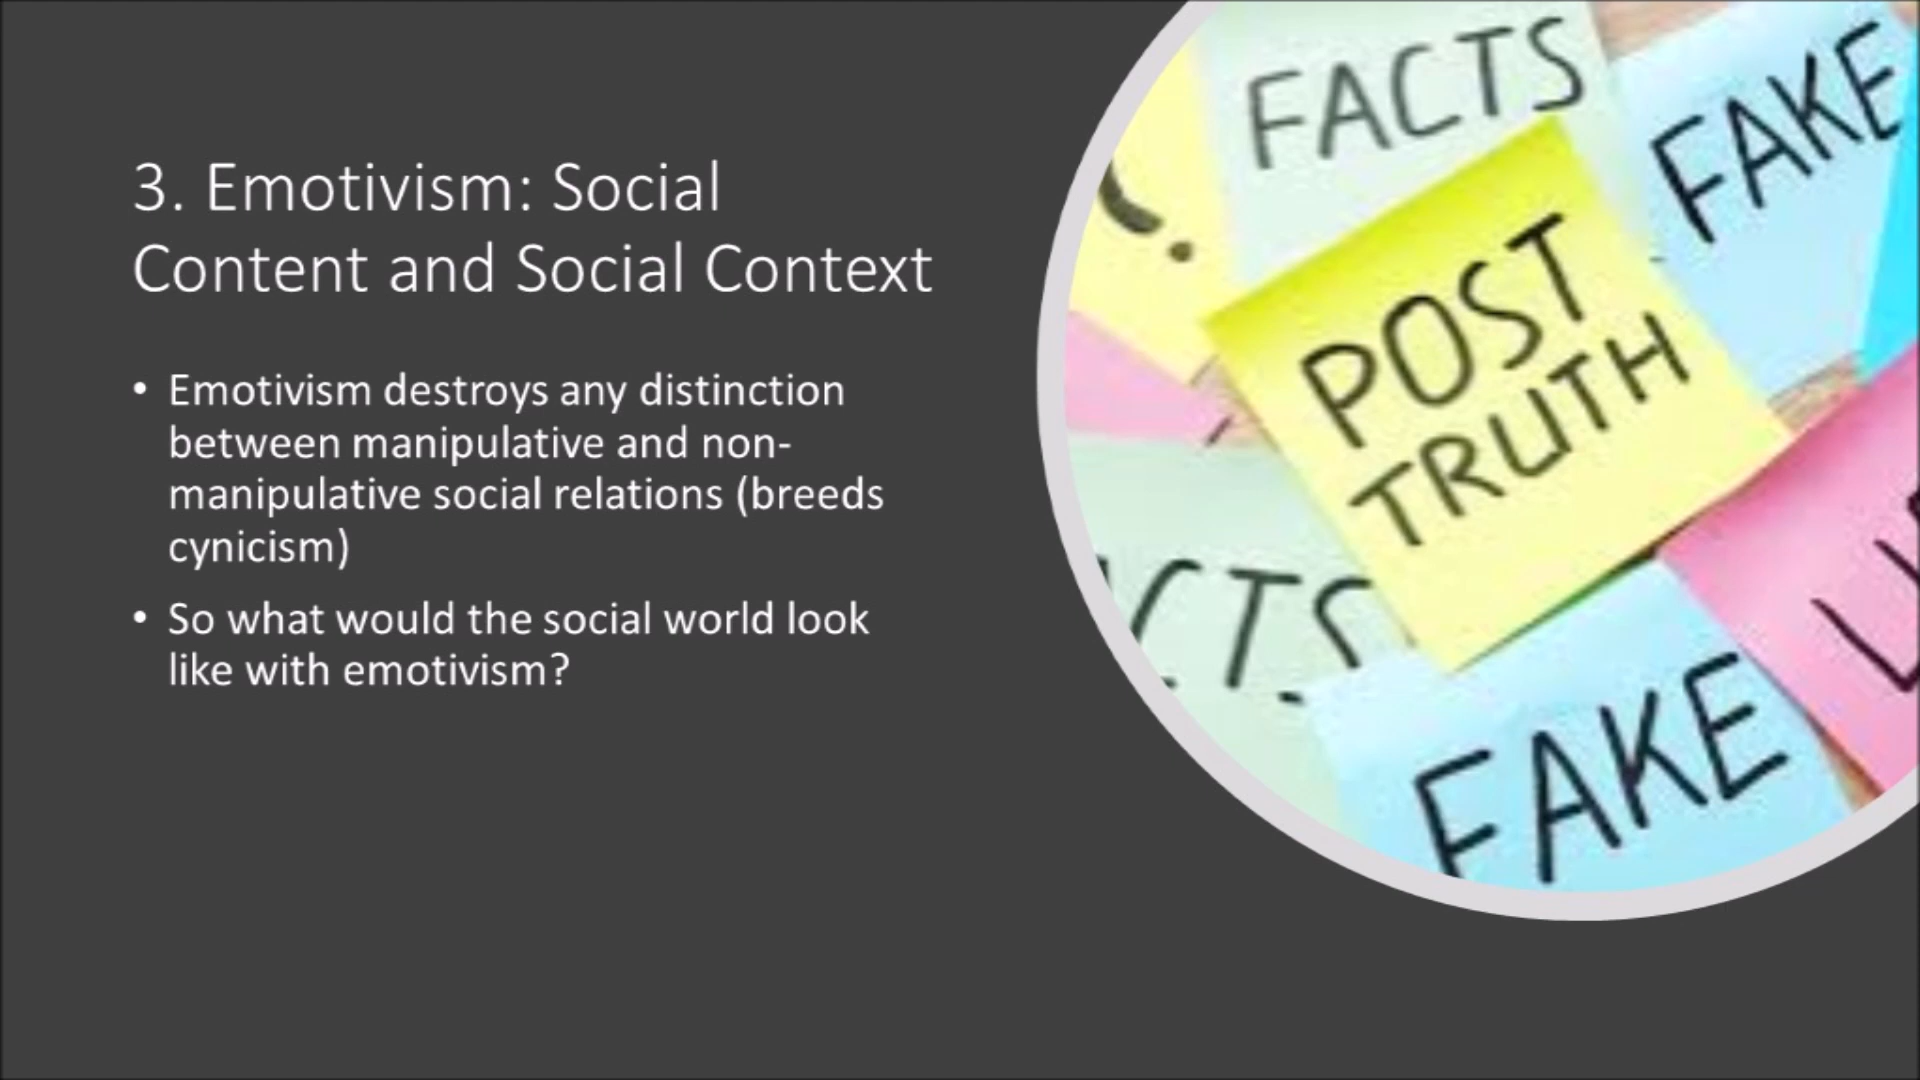 3. Emotivism: Social
Content and Social Context
• Emotivism destroys any distinction
between manipulative and non-
manipulative social relations (breeds
cynicism)
• So what would the social world look
like with emotivism?
FACTS
FAKE
POST
TRUTH
CTS
FAKE